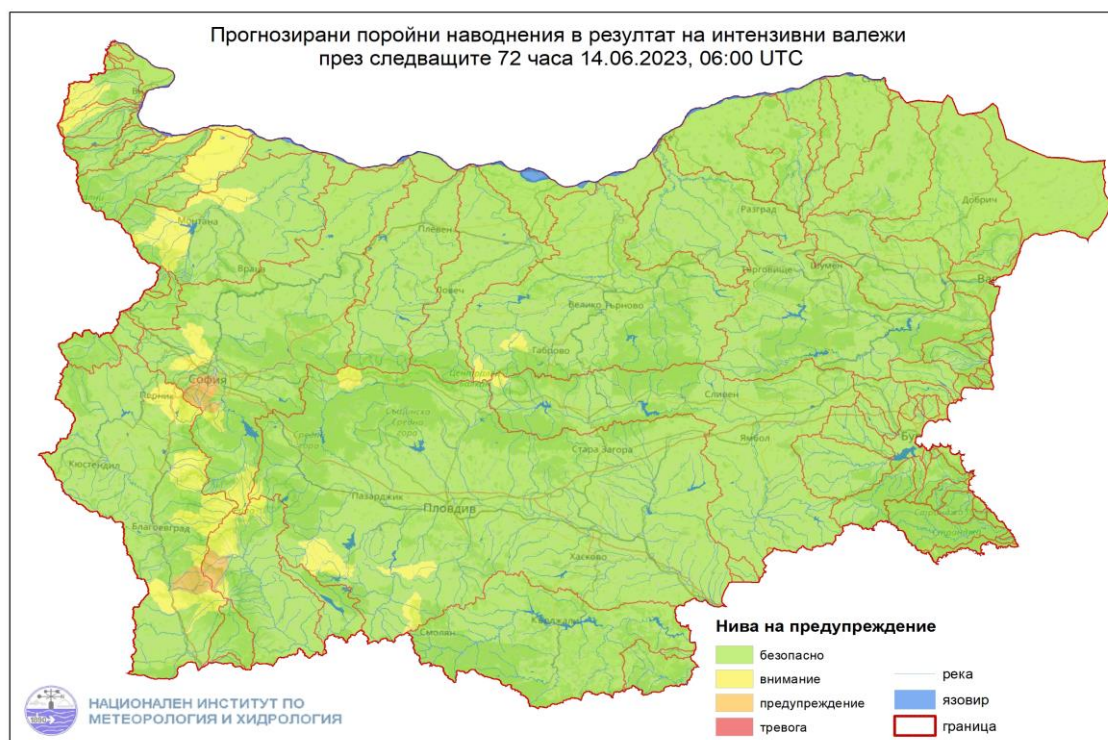 Прогнозирани поройни наводнения в резултат на интензивни валежи
през следващите 72 часа 14.06.2023, 06:00 UTC
Монтана
Враца
Плевен
Ловеч
Разград
Добрич
Търговище
Шумен
Велико Търново
Габрово
София
Перник
Сливен
Ямбол
Стара Загора
Кюстендил
Пазарджик
Пловдив
Благоевград
Хасково
Смолян
Кърджали
Нива на предупреждение
безопасно
внимание
предупреждение
тревога
река
язовир
граница
НАЦИОНАЛЕН ИНСТИТУТ ПО
МЕТЕОРОЛОГИЯ И ХИДРОЛОГИЯ